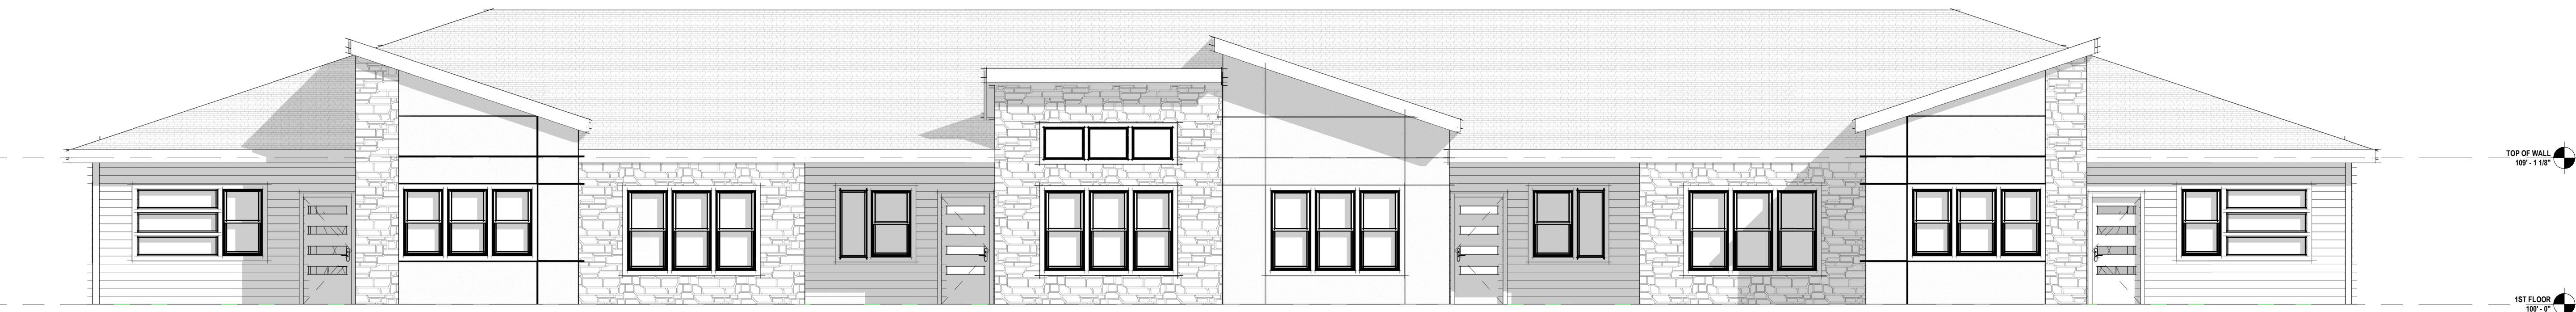 TOP OF WALL
109' - 1 1/8"
1ST FLOOR
100' - 0"